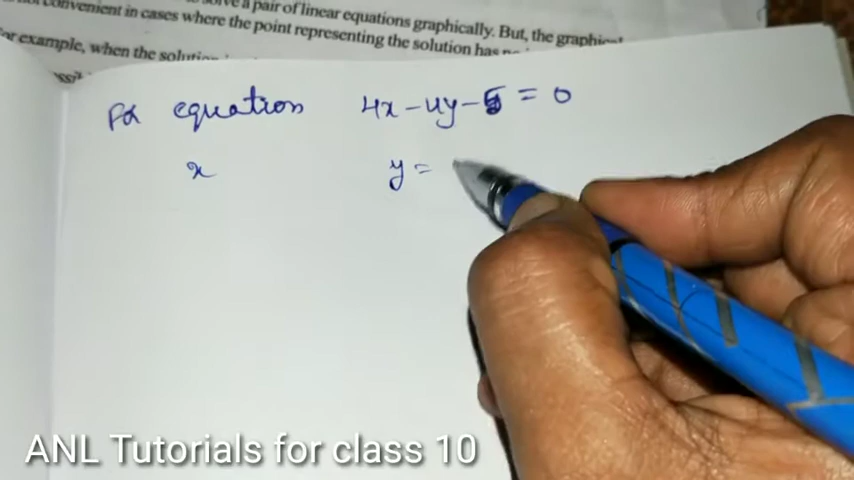 convenient in cases where the point representing the solution has
solve a pair of linear equations graphically. But, the graphical
for example, when the solution
For equation 4x - 4y - 5 = 0
x y =
ANL Tutorials for class 10